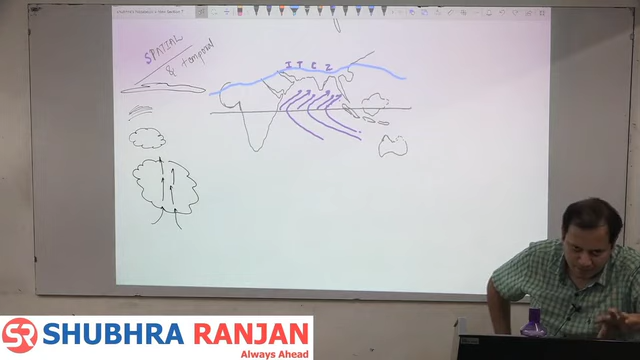 SPATIAL
& temporal
I T C Z
SR
SHUBHRA RANJAN
Always Ahead